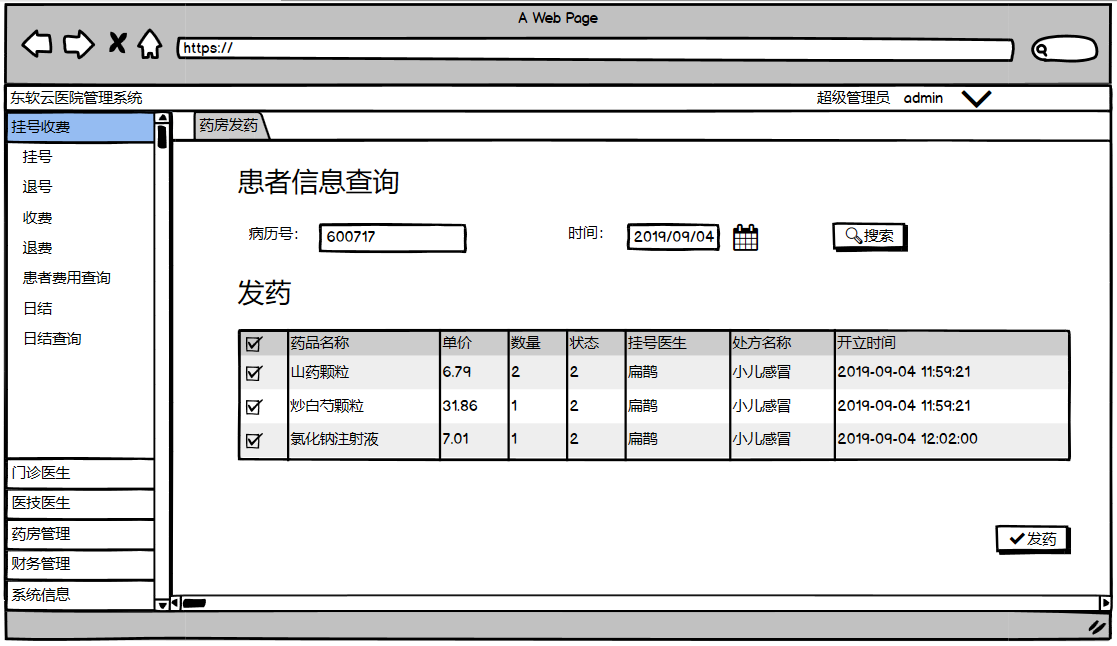 A Web Page
https://
东软云医院管理系统 超级管理员 admin
挂号收费
挂号
退号
收费
退费
患者费用查询
日结
日结查询
门诊医生
医技医生
药房管理
财务管理
系统信息
药房发药
患者信息查询
病历号: 600717 时间: 2019/09/04 搜索
发药
药品名称 单价 数量 状态 挂号医生 处方名称 开立时间
山药颗粒 6.79 2 2 扁鹊 小儿感冒 2019-09-04 11:59:21
炒白芍颗粒 31.86 1 2 扁鹊 小儿感冒 2019-09-04 11:59:21
氯化钠注射液 7.01 1 2 扁鹊 小儿感冒 2019-09-04 12:02:00
发药